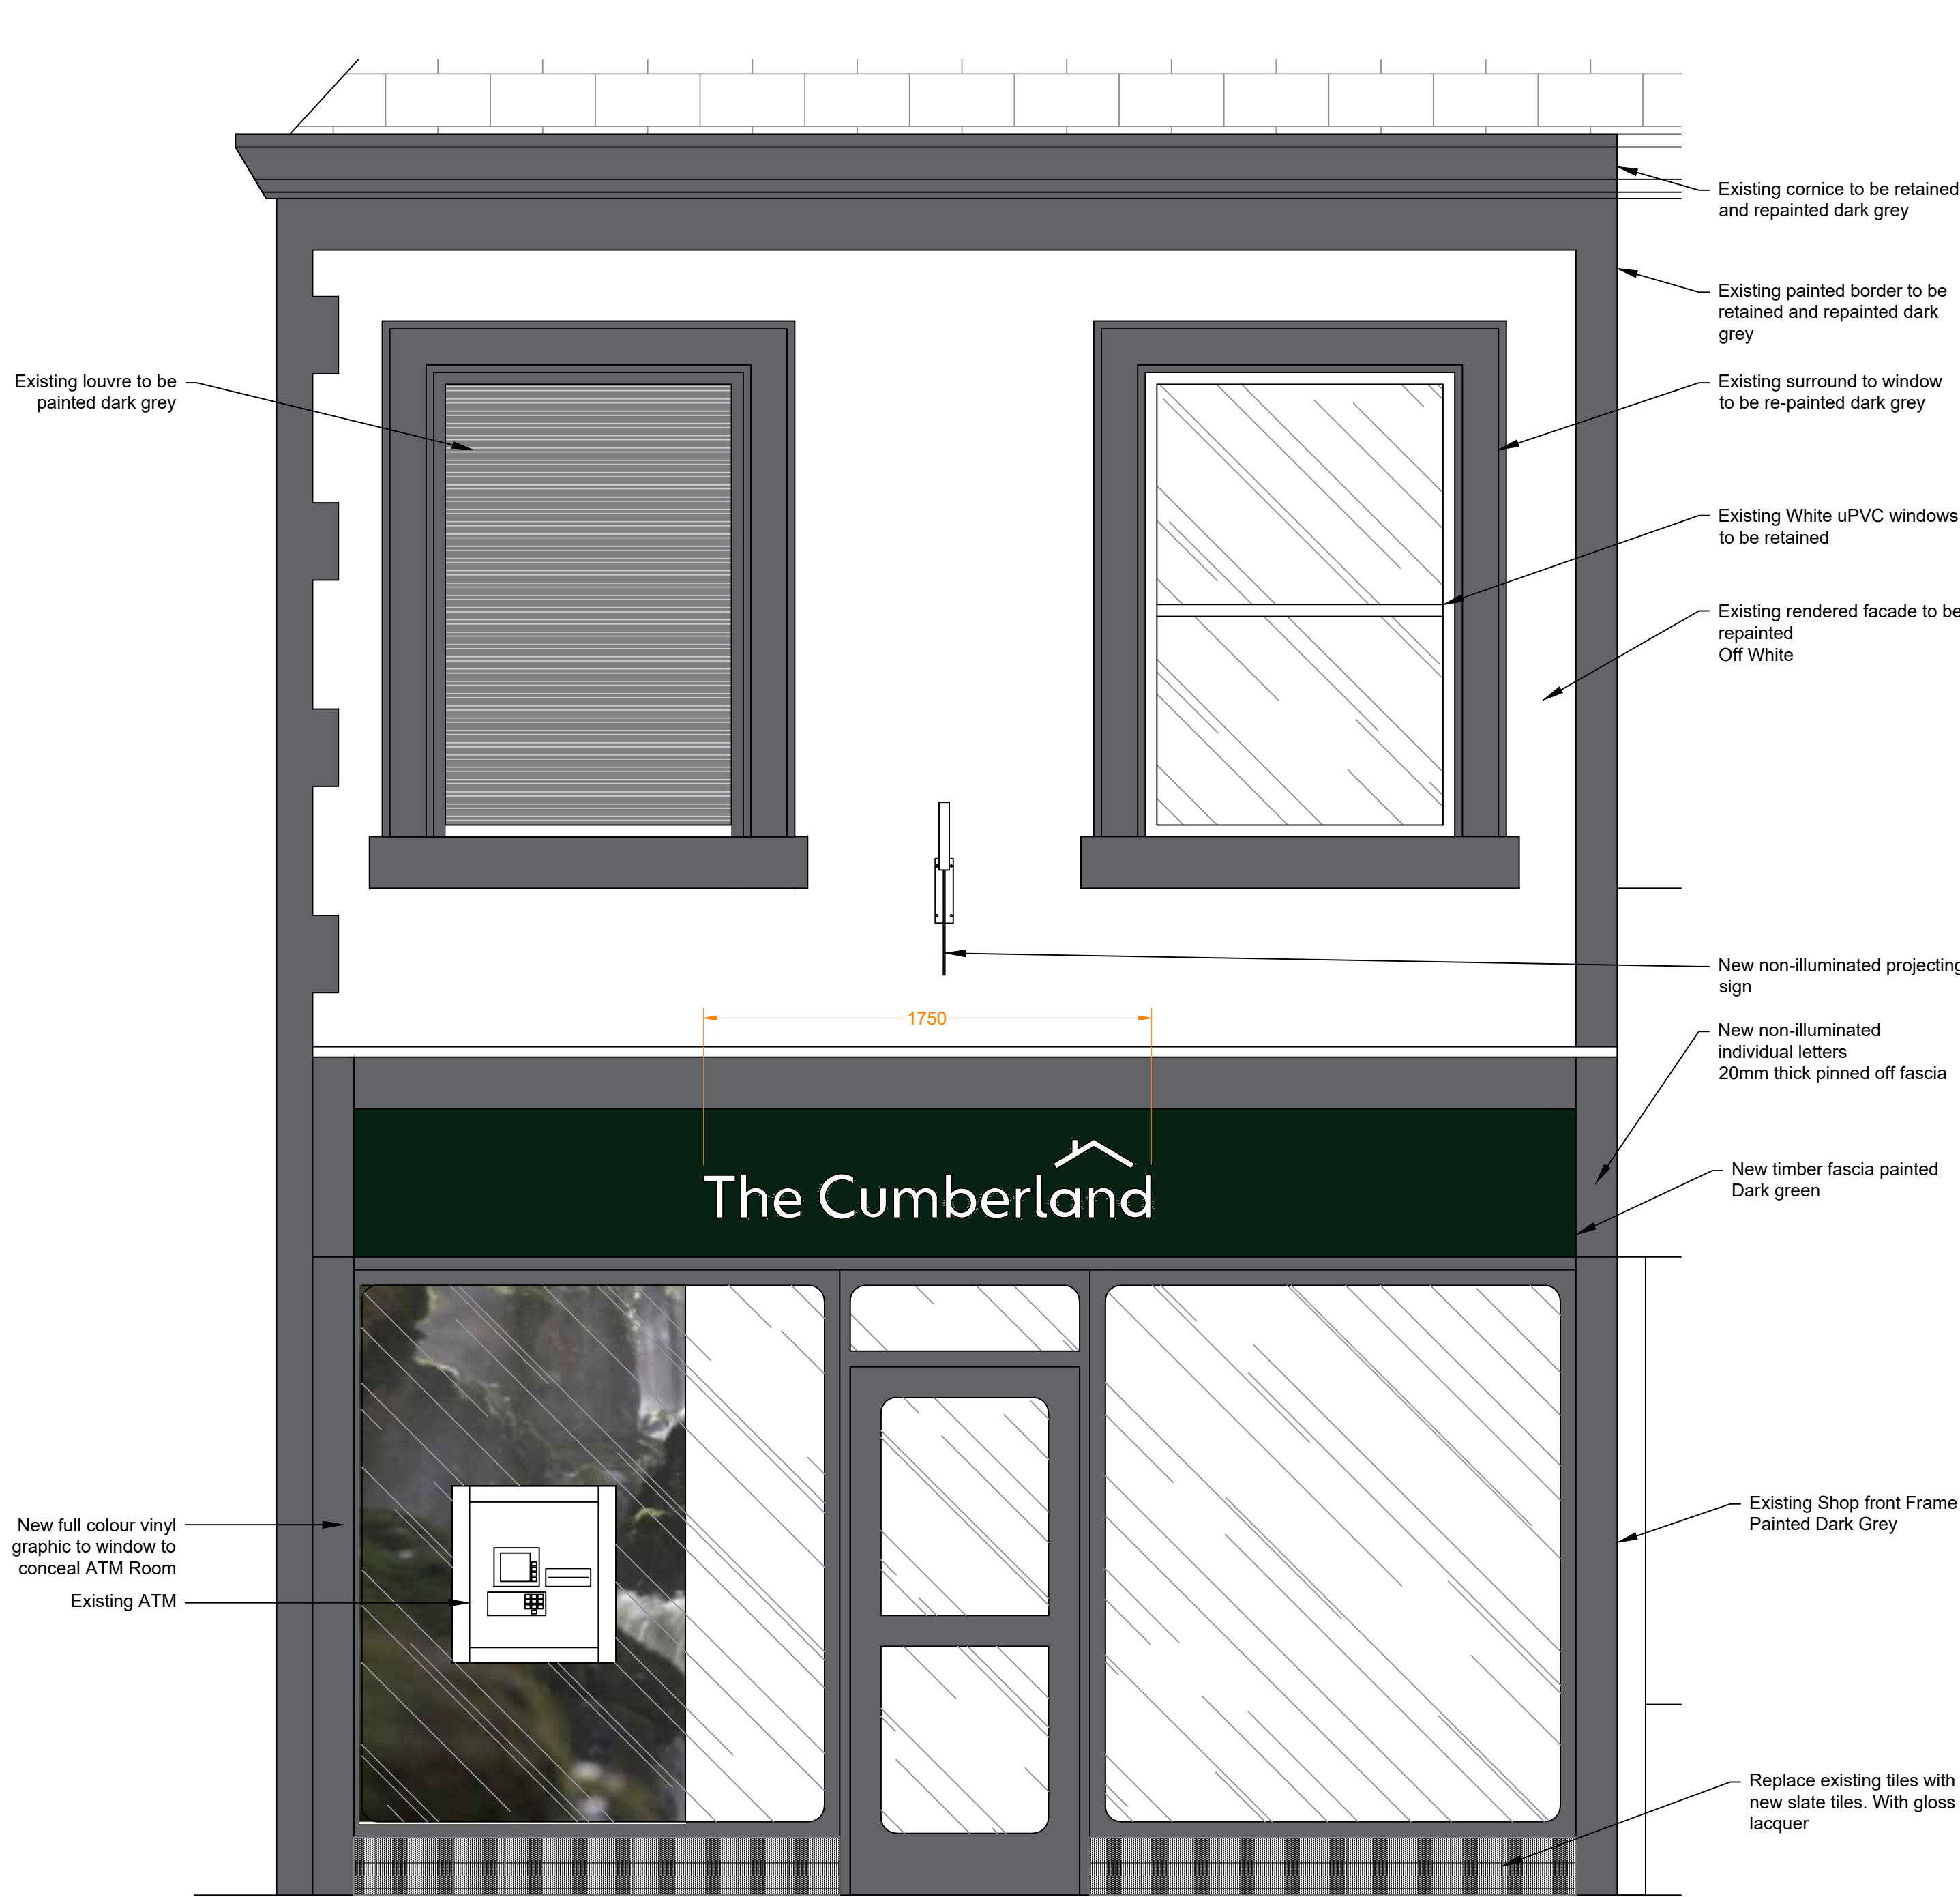 Existing cornice to be retained
and repainted dark grey
Existing painted border to be
retained and repainted dark
grey
Existing louvre to be
painted dark grey
Existing surround to window
to be re-painted dark grey
Existing White uPVC windows
to be retained
Existing rendered facade to be
repainted
Off White
New non-illuminated projecting
sign
1750
New non-illuminated
individual letters
20mm thick pinned off fascia
The Cumberland
New timber fascia painted
Dark green
New full colour vinyl
graphic to window to
conceal ATM Room
Existing ATM
Existing Shop front Frame
Painted Dark Grey
Replace existing tiles with
new slate tiles. With gloss
lacquer